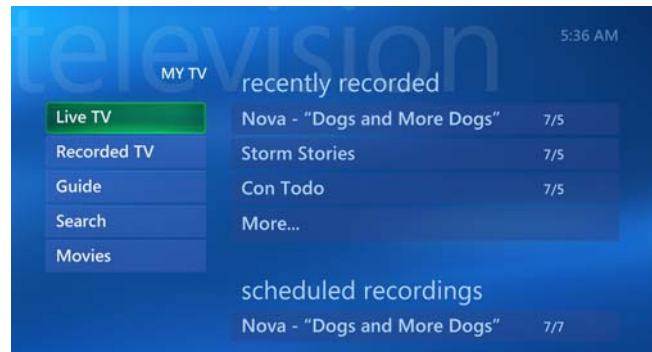 television
5:36 AM
MY TV
Live TV
Recorded TV
Guide
Search
Movies
recently recorded
Nova - “Dogs and More Dogs” 7/5
Storm Stories 7/5
Con Todo 7/5
More...
scheduled recordings
Nova - “Dogs and More Dogs” 7/7